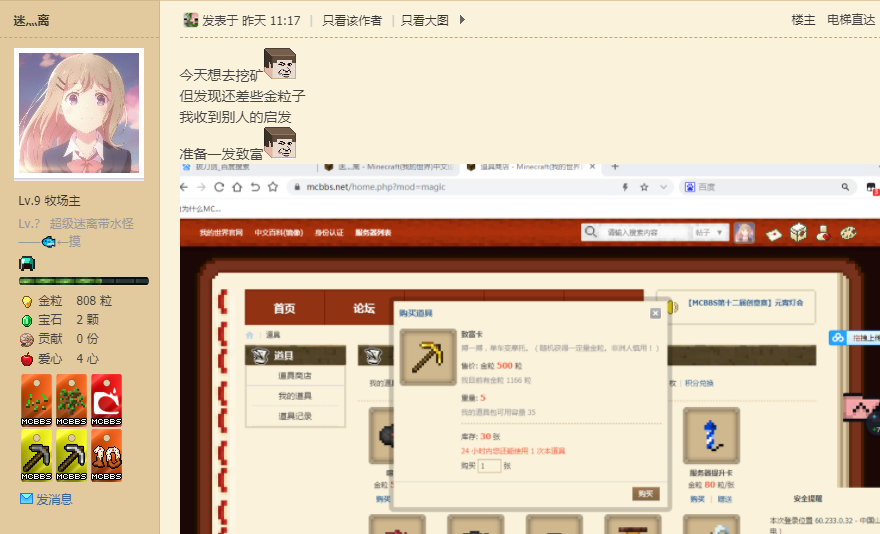 迷灬离
发表于 昨天 11:17 | 只看该作者 | 只看大图
楼主 电梯直达
今天想去挖矿
但发现还差些金粒子
我收到别人的启发
准备一发致富
Lv.9 牧场主
Lv.? 超级迷离带水怪
——←摸
金粒 808 粒
宝石 2 颗
贡献 0 份
爱心 4 心
MCBBS MCBBS MCBBS
MCBBS MCBBS MCBBS
发消息
迷灬离 - Minecraft(我的世界)中文
道具商店 - Minecraft(我的世界
mcbbs.net/home.php?mod=magic
百度
为什么MC...
我的世界官网 中文百科(镜像) 身份认证 服务器列表
请输入搜索内容 帖子
首页 论坛
【MCBBS第十二届创意赛】元宵灯会
道具
道具
道具商店
我的道具
道具记录
购买道具
致富卡
搏一搏，单车变摩托。（随机获得一定量金粒。非洲人慎用！）
售价: 金粒 500 粒
我目前有金粒 1166 粒
重量: 5
我的道具包可用容量 35
库存: 30 张
24 小时内您还能使用 1 次本道具
购买 1 张
购买
积分兑换
服务器提升卡
金粒 80 粒/张
购买 | 赠送
安全提醒
本次登录位置 60.233.0.32 - 中国